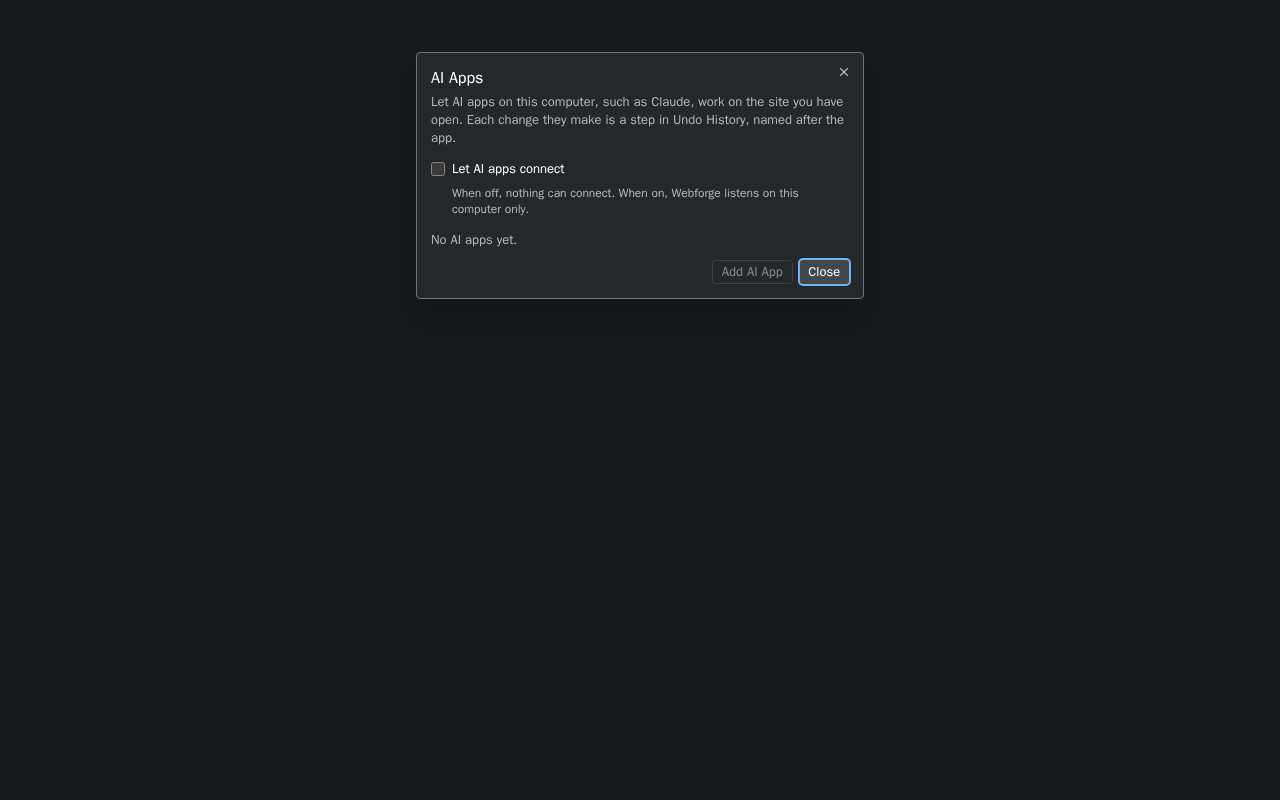 AI Apps
Let AI apps on this computer, such as Claude, work on the site you have
open. Each change they make is a step in Undo History, named after the
app.
Let AI apps connect
When off, nothing can connect. When on, Webforge listens on this
computer only.
No AI apps yet.
Add AI App
Close